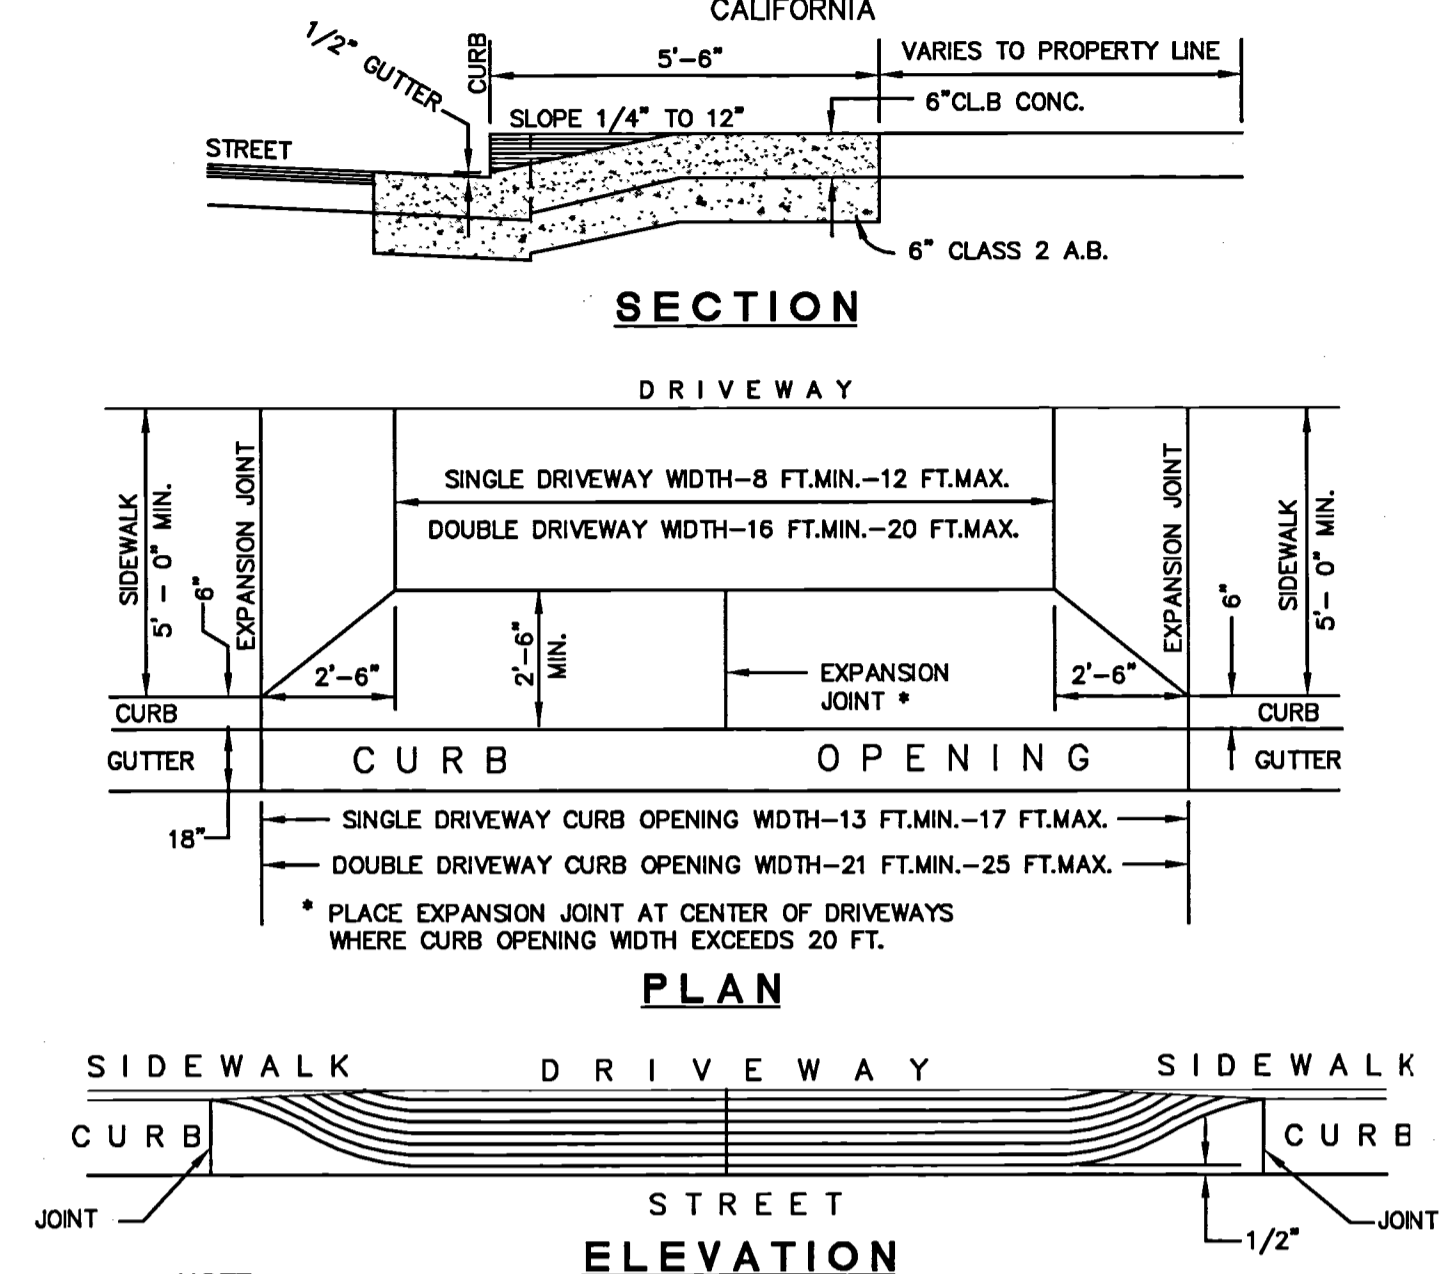 CALIFORNIA
1/2" GUTTER
CURB
5'-6"
VARIES TO PROPERTY LINE
6"CL.B CONC.
SLOPE 1/4" TO 12"
STREET
6" CLASS 2 A.B.
SECTION
DRIVEWAY
SIDEWALK
5' - 0" MIN.
6"
EXPANSION JOINT
SINGLE DRIVEWAY WIDTH-8 FT.MIN.-12 FT.MAX.
DOUBLE DRIVEWAY WIDTH-16 FT.MIN.-20 FT.MAX.
EXPANSION JOINT
6"
SIDEWALK
5'- 0" MIN.
2'-6"
2'-6"
MIN.
EXPANSION
JOINT *
2'-6"
CURB
CURB
GUTTER
CURB OPENING
GUTTER
18"
SINGLE DRIVEWAY CURB OPENING WIDTH-13 FT.MIN.-17 FT.MAX.
DOUBLE DRIVEWAY CURB OPENING WIDTH-21 FT.MIN.-25 FT.MAX.
* PLACE EXPANSION JOINT AT CENTER OF DRIVEWAYS
WHERE CURB OPENING WIDTH EXCEEDS 20 FT.
PLAN
SIDEWALK
DRIVEWAY
SIDEWALK
CURB
CURB
JOINT
STREET
1/2"
JOINT
ELEVATION